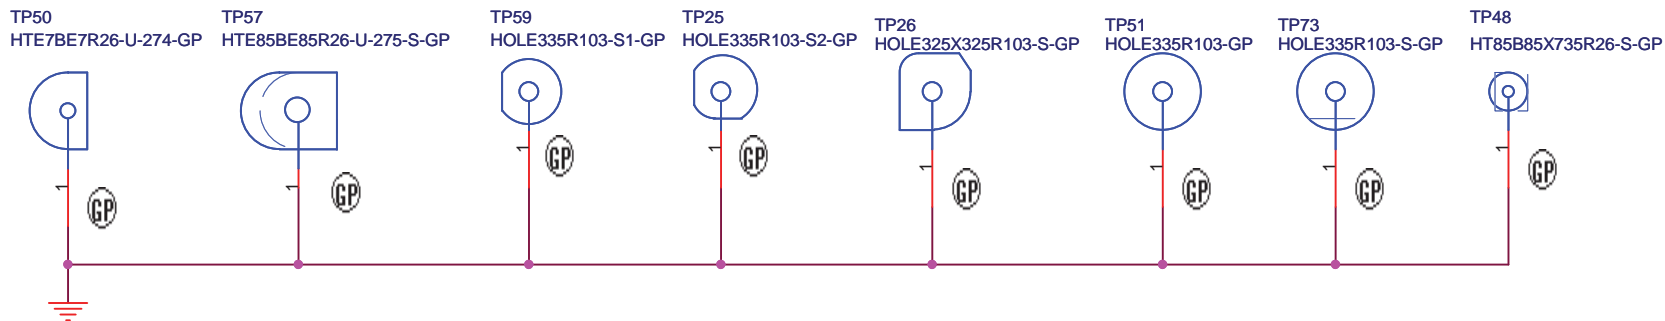 TP50
HTE7BE7R26-U-274-GP
TP57
HTE85BE85R26-U-275-S-GP
TP59
HOLE335R103-S1-GP
TP25
HOLE335R103-S2-GP
TP26
HOLE325X325R103-S-GP
TP51
HOLE335R103-GP
TP73
HOLE335R103-S-GP
TP48
HT85B85X735R26-S-GP
1
GP
1
GP
1
GP
1
GP
1
GP
1
GP
1
GP
1
GP